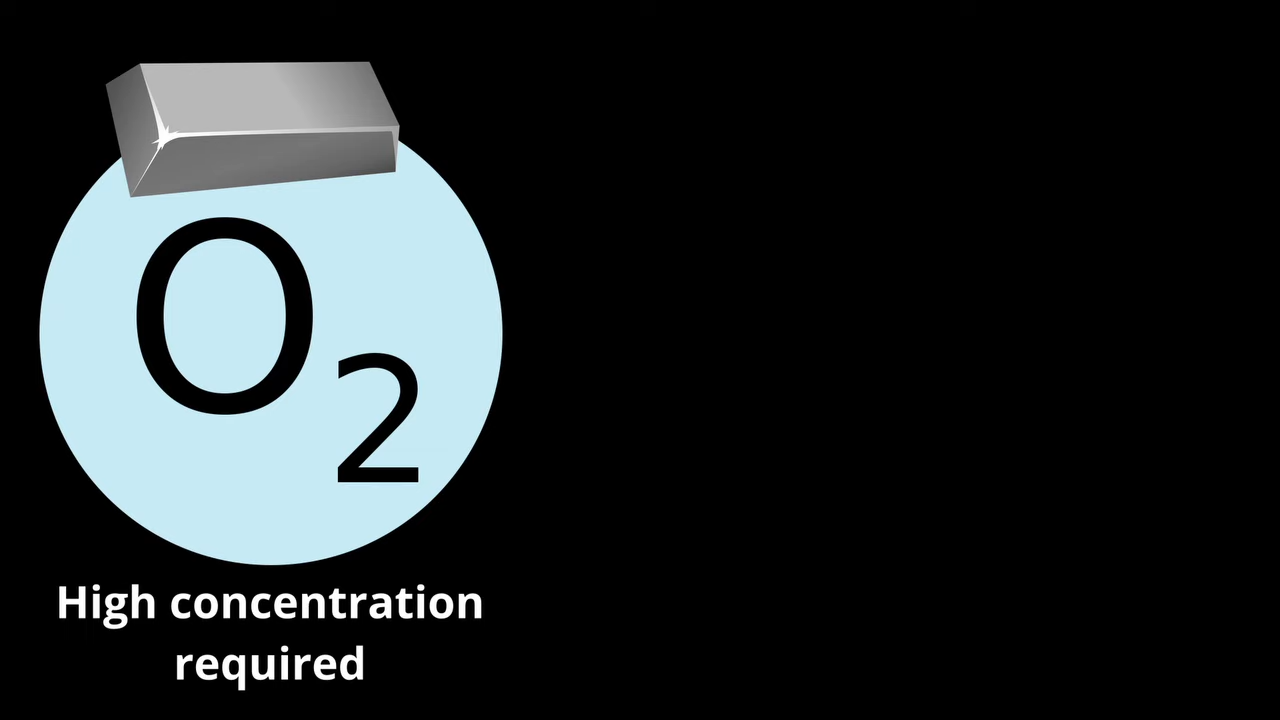 O₂
High concentration
required